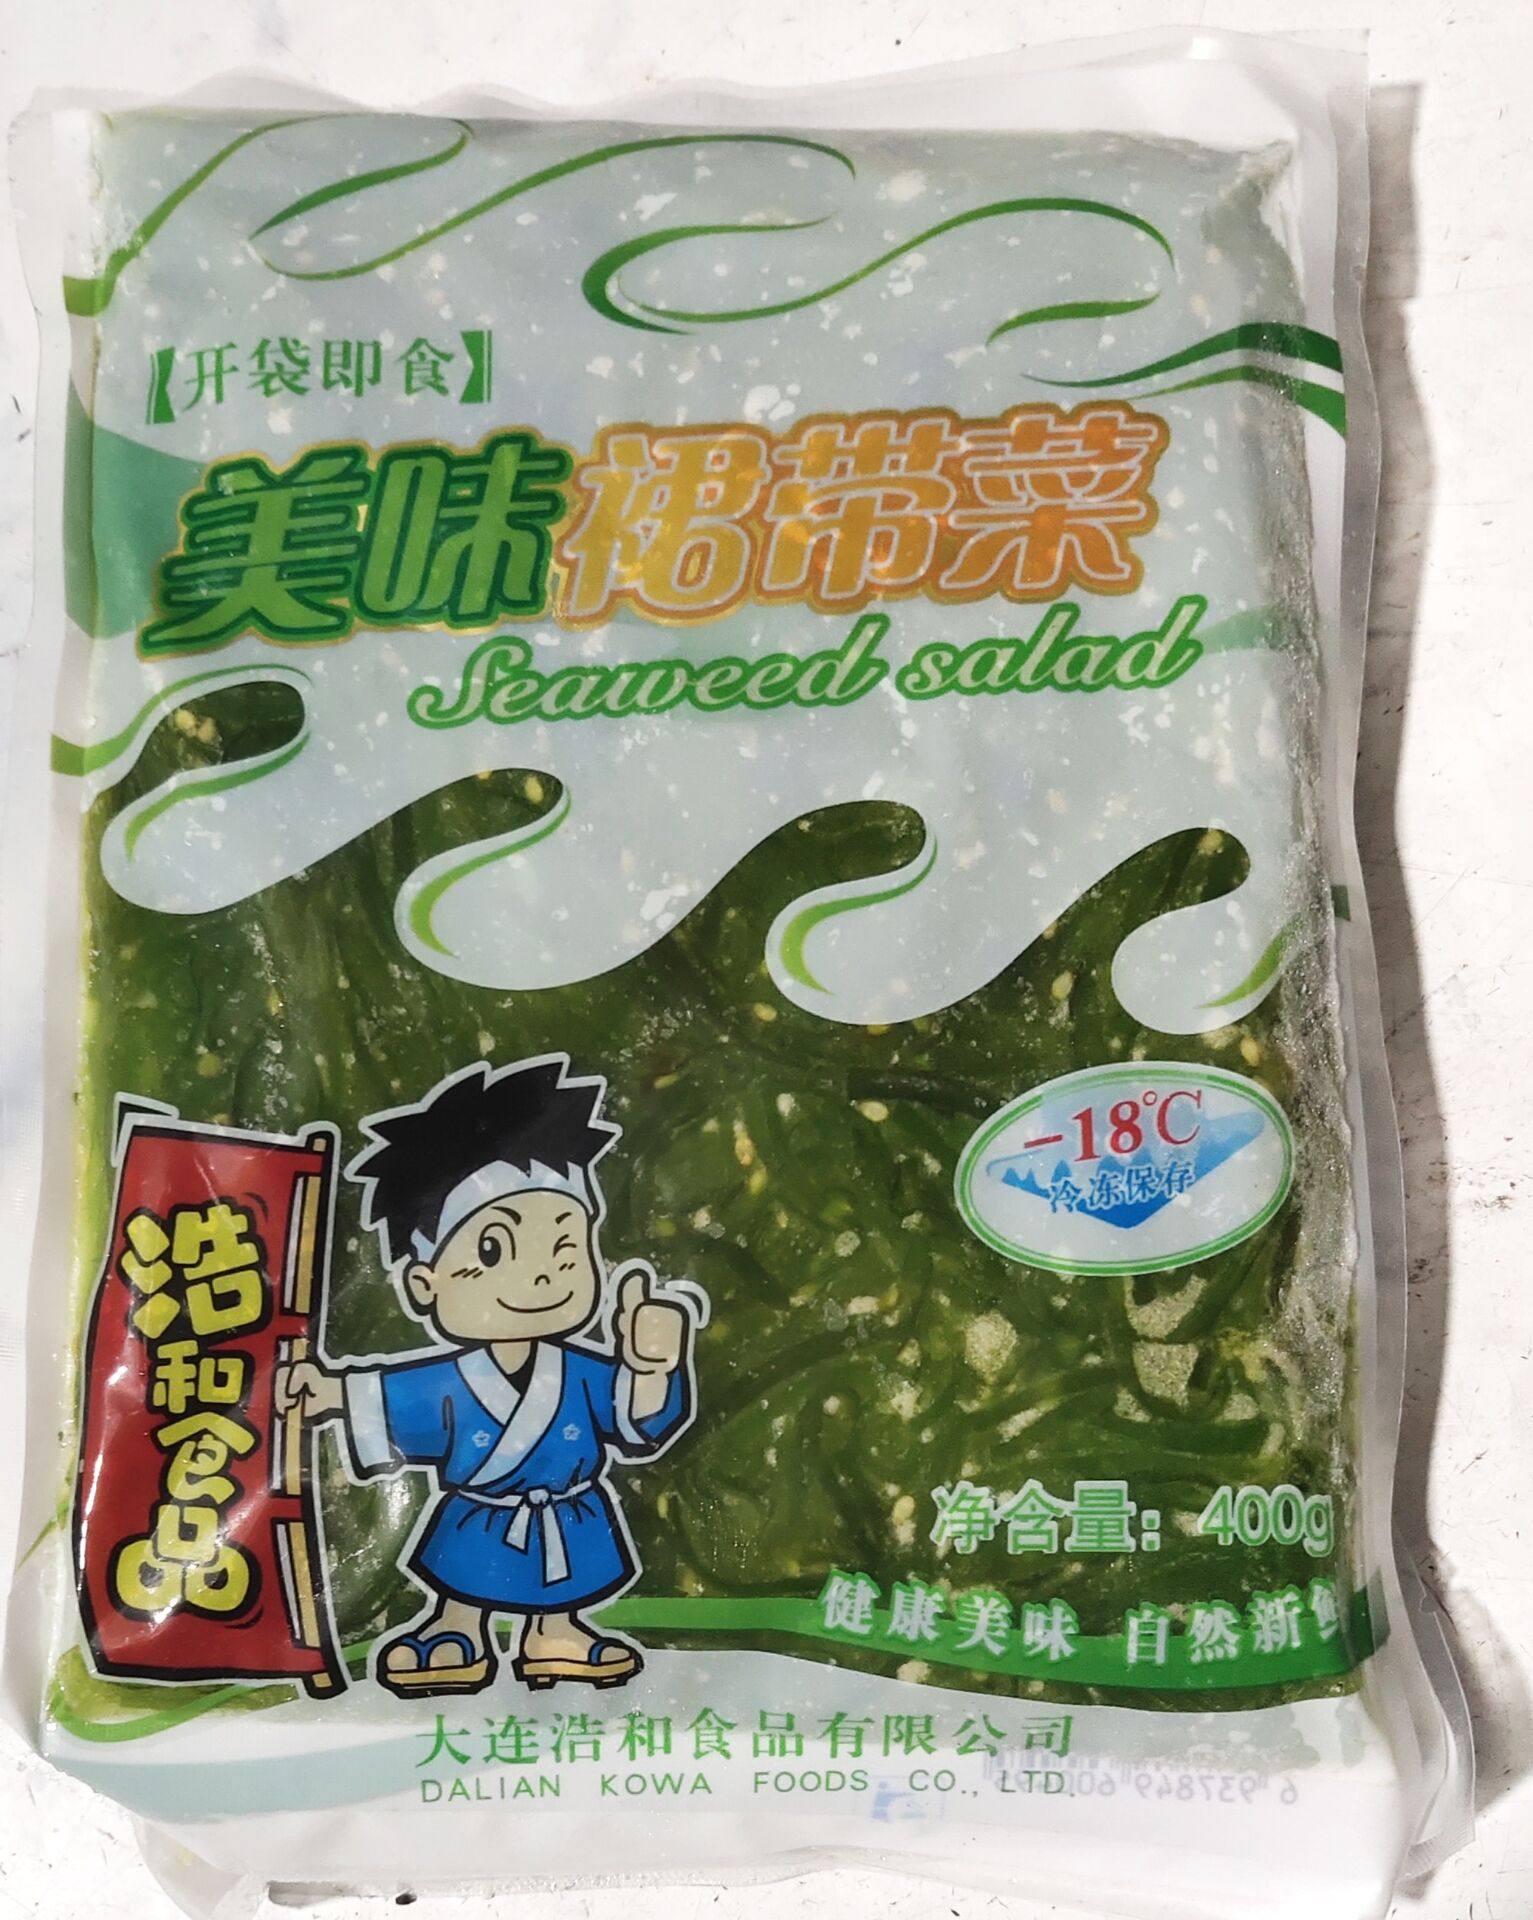 【开袋即食】
美味裙带菜
Seaweed salad
-18℃
冷冻保存
浩和食品
净含量：400g
健康美味 自然新鲜
大连浩和食品有限公司
DALIAN KOWA FOODS CO., LTD.